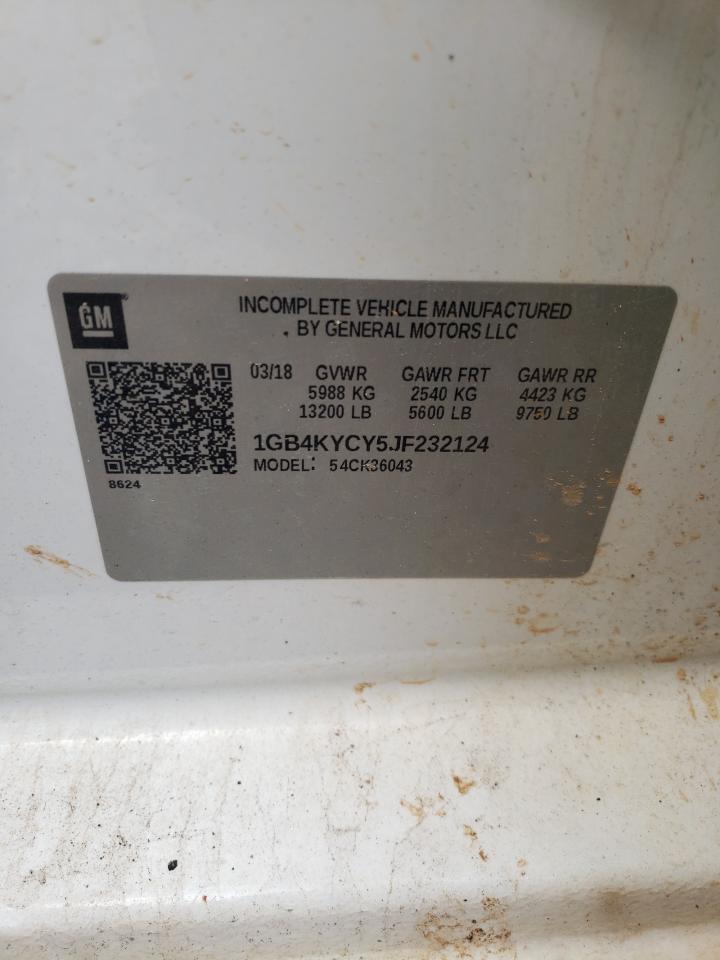 GM
INCOMPLETE VEHICLE MANUFACTURED
BY GENERAL MOTORS LLC
03/18 GVWR GAWR FRT GAWR RR
5988 KG 2540 KG 4423 KG
13200 LB 5600 LB 9750 LB
1GB4KYCY5JF232124
MODEL: 54CK36043
8624